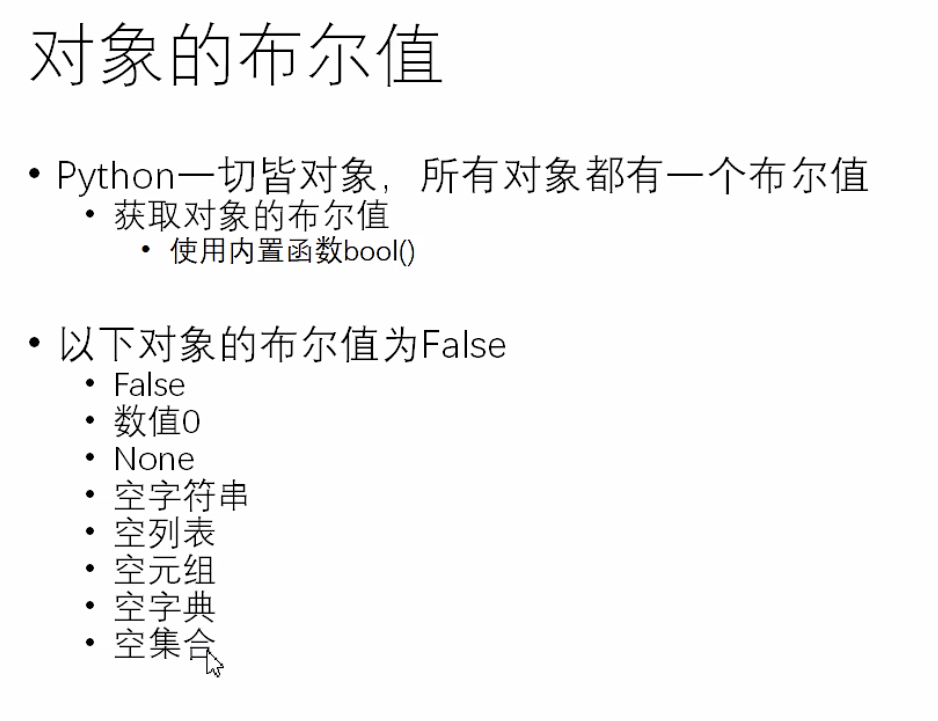 对象的布尔值
• Python一切皆对象，所有对象都有一个布尔值
• 获取对象的布尔值
• 使用内置函数bool()
• 以下对象的布尔值为False
• False
• 数值0
• None
• 空字符串
• 空列表
• 空元组
• 空字典
• 空集合